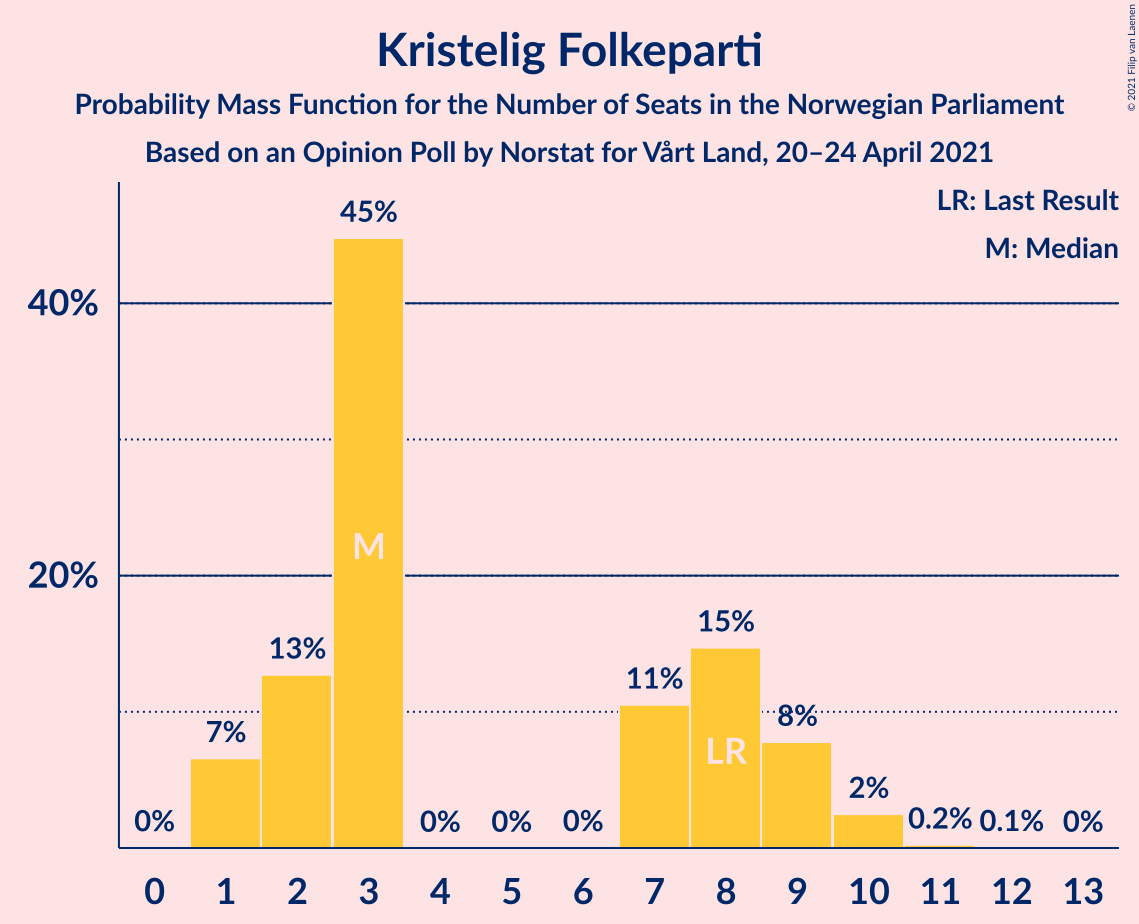 Kristelig Folkeparti
Probability Mass Function for the Number of Seats in the Norwegian Parliament
Based on an Opinion Poll by Norstat for Vårt Land, 20–24 April 2021
© 2021 Filip van Laenen
LR: Last Result
M: Median
45%
40%
M
20%
15%
13%
11%
7%
8%
LR
2%
0%
0%
0%
0%
0.2%
0.1%
0%
0 1 2 3 4 5 6 7 8 9 10 11 12 13